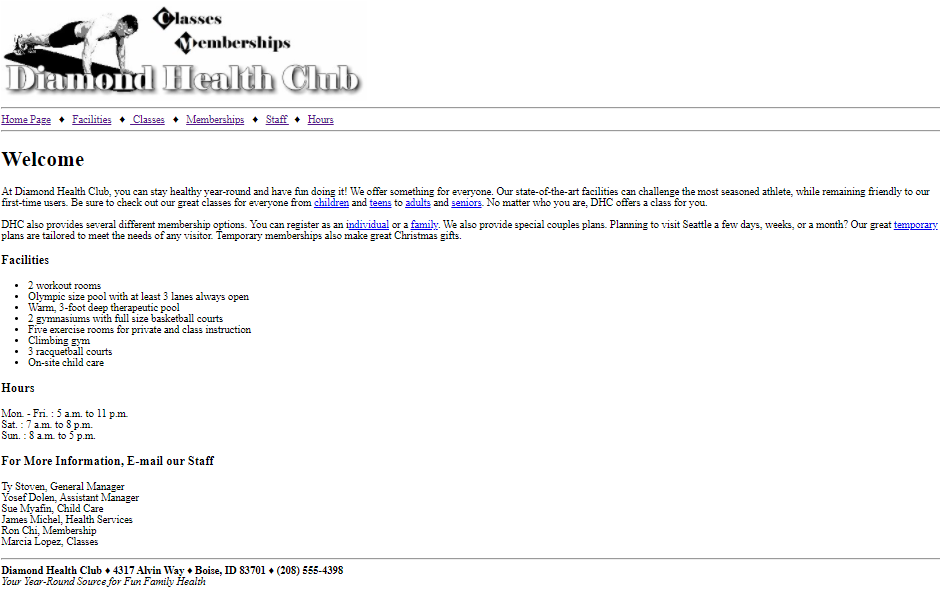 Classes
Memberships
Diamond Health Club
Home Page ♦ Facilities ♦ Classes ♦ Memberships ♦ Staff ♦ Hours
Welcome
At Diamond Health Club, you can stay healthy year-round and have fun doing it! We offer something for everyone. Our state-of-the-art facilities can challenge the most seasoned athlete, while remaining friendly to our
first-time users. Be sure to check out our great classes for everyone from children and teens to adults and seniors. No matter who you are, DHC offers a class for you.
DHC also provides several different membership options. You can register as an individual or a family. We also provide special couples plans. Planning to visit Seattle a few days, weeks, or a month? Our great temporary
plans are tailored to meet the needs of any visitor. Temporary memberships also make great Christmas gifts.
Facilities
• 2 workout rooms
• Olympic size pool with at least 3 lanes always open
• Warm, 3-foot deep therapeutic pool
• 2 gymnasiums with full size basketball courts
• Five exercise rooms for private and class instruction
• Climbing gym
• 3 racquetball courts
• On-site child care
Hours
Mon. - Fri. : 5 a.m. to 11 p.m.
Sat. : 7 a.m. to 8 p.m.
Sun. : 8 a.m. to 5 p.m.
For More Information, E-mail our Staff
Ty Stoven, General Manager
Yosef Dolen, Assistant Manager
Sue Myafin, Child Care
James Michel, Health Services
Ron Chi, Membership
Marcia Lopez, Classes
Diamond Health Club ♦ 4317 Alvin Way ♦ Boise, ID 83701 ♦ (208) 555-4398
Your Year-Round Source for Fun Family Health